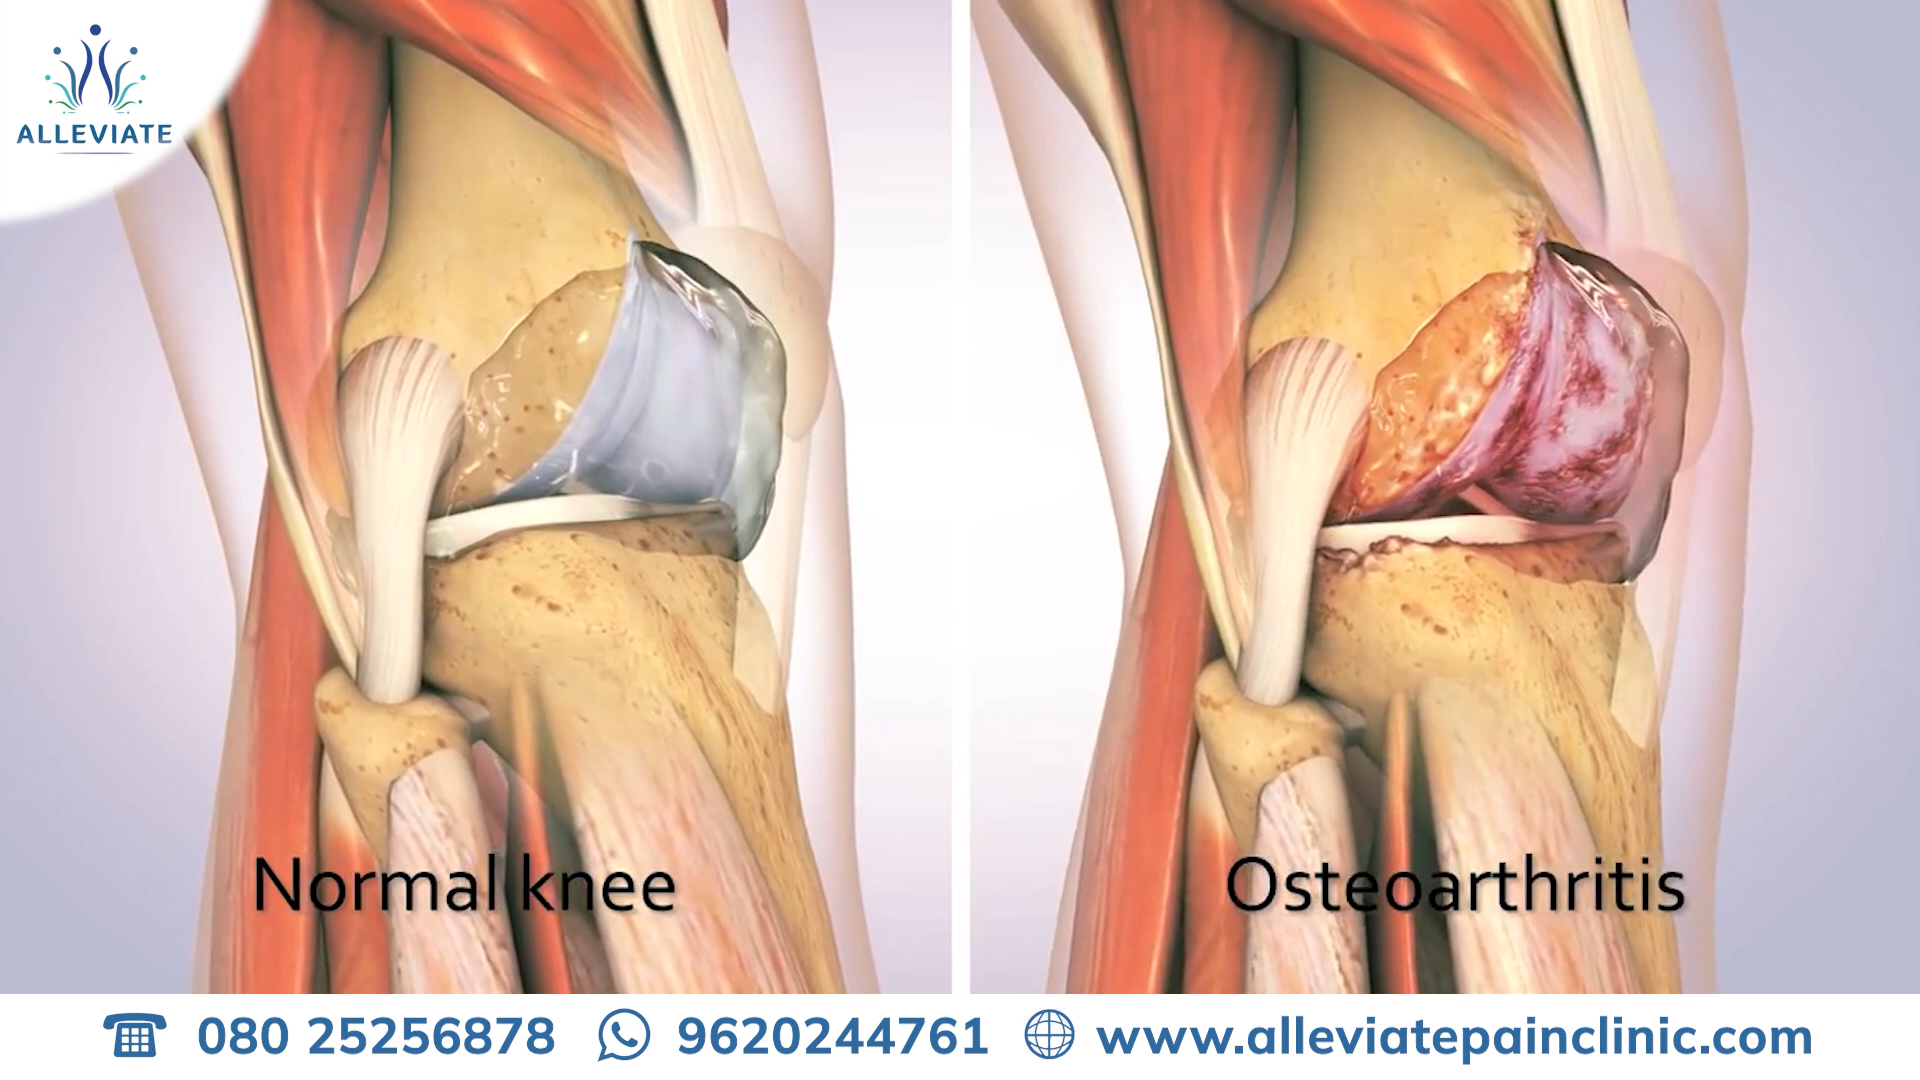 ALLEVIATE
Normal knee
Osteoarthritis
080 25256878
9620244761
www.alleviatepainclinic.com